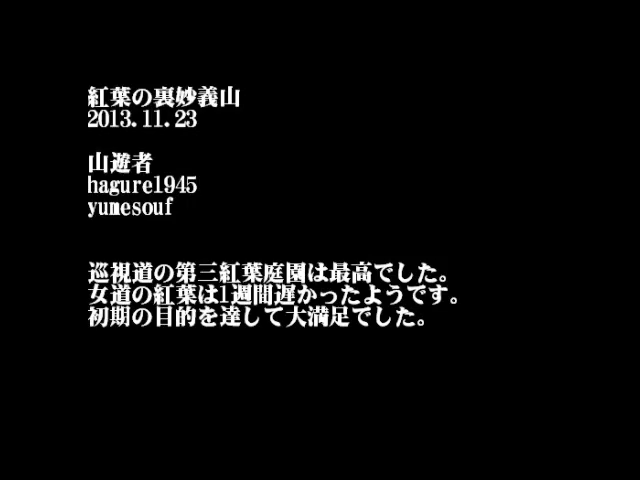 紅葉の裏妙義山
2013.11.23
山遊者
hagure1945
yumesouf
巡視道の第三紅葉庭園は最高でした。
女道の紅葉は1週間遅かったようです。
初期の目的を達して大満足でした。